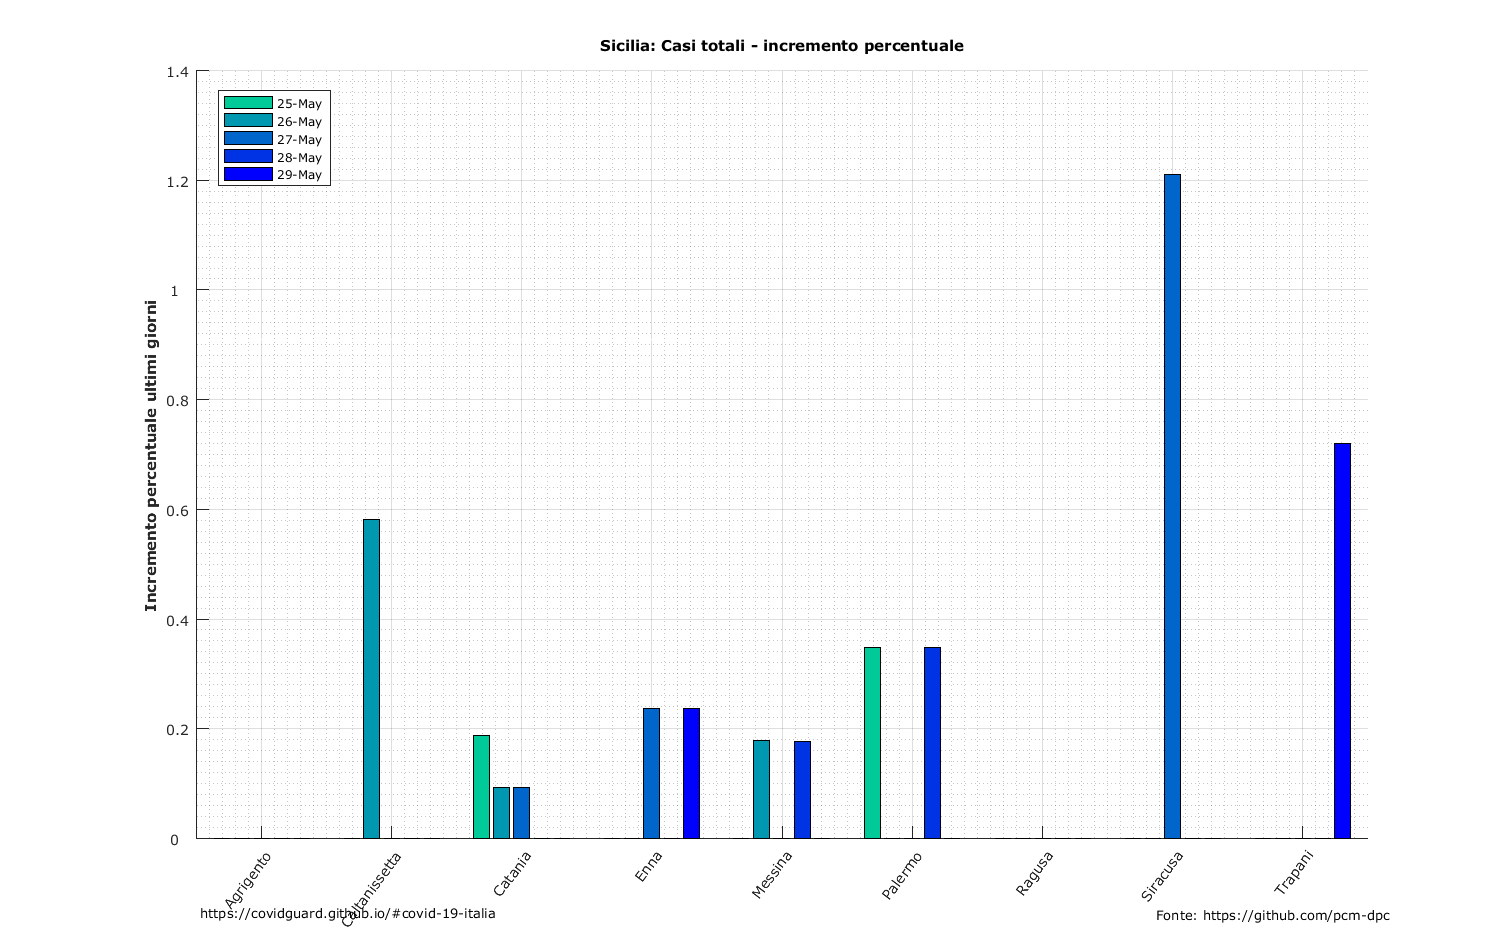 Sicilia: Casi totali - incremento percentuale
Incremento percentuale ultimi giorni
1.4
1.2
1
0.8
0.6
0.4
0.2
0
25-May
26-May
27-May
28-May
29-May
Agrigento
Caltanissetta
Catania
Enna
Messina
Palermo
Ragusa
Siracusa
Trapani
https://covidguard.github.io/#covid-19-italia
Fonte: https://github.com/pcm-dpc